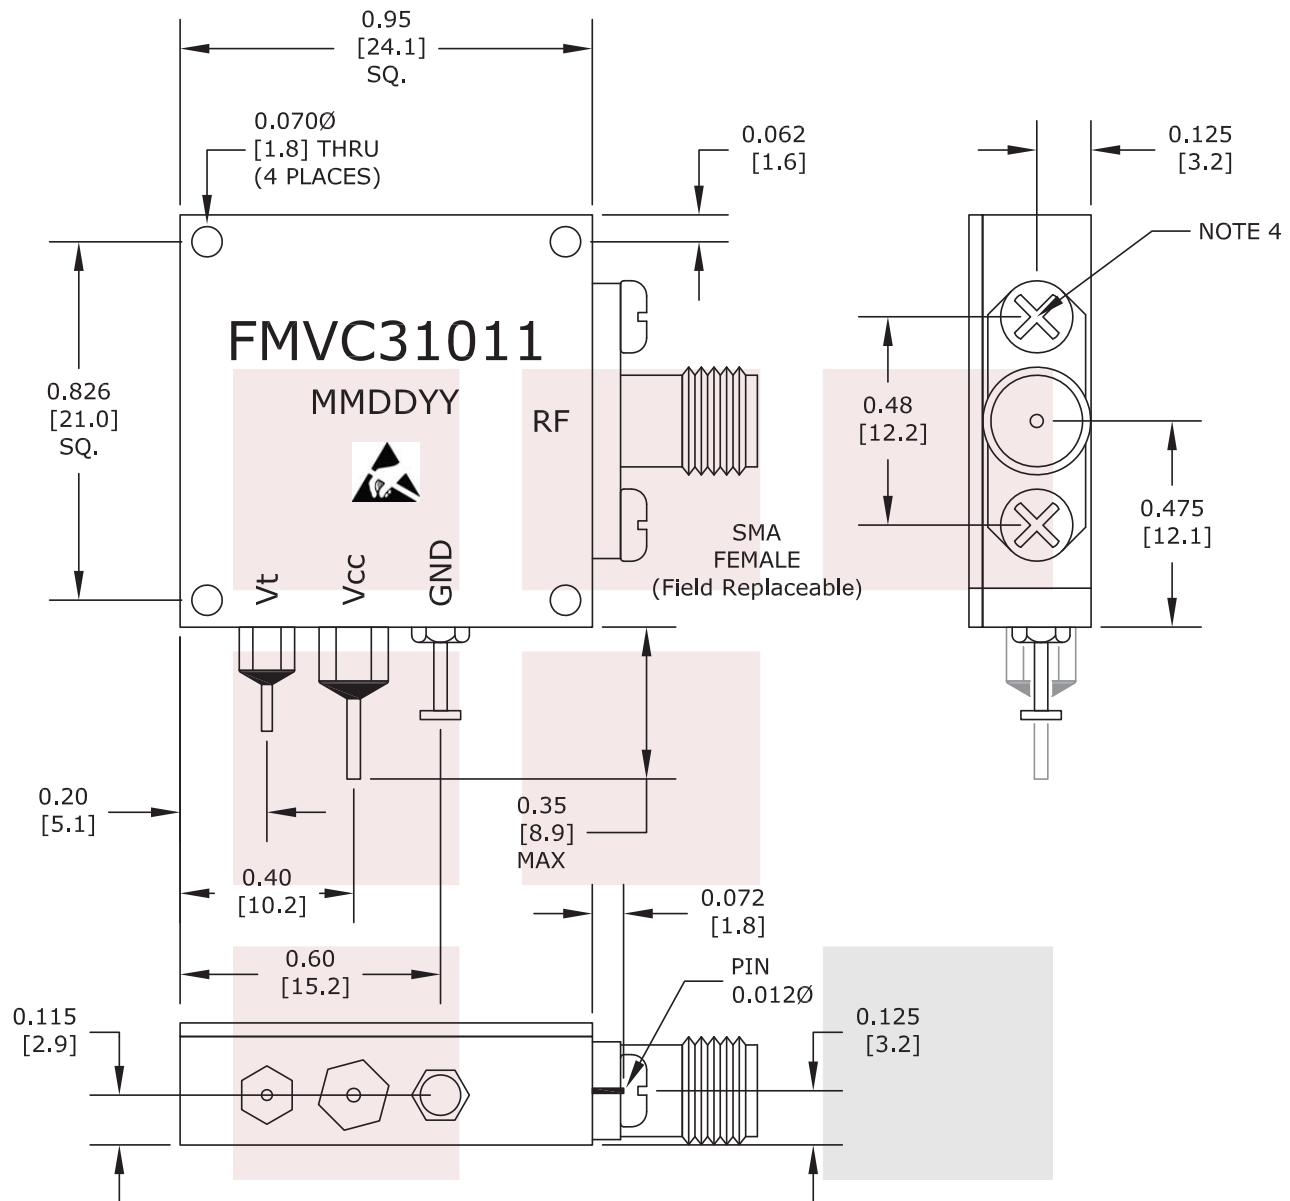 0.95
[24.1]
SQ.
0.070Ø
[1.8] THRU
(4 PLACES)
0.062
[1.6]
0.125
[3.2]
NOTE 4
FMVC31011
MMDDYY
RF
0.826
[21.0]
SQ.
0.48
[12.2]
0.475
[12.1]
SMA
FEMALE
(Field Replaceable)
Vt
Vcc
GND
0.20
[5.1]
0.35
[8.9]
MAX
0.40
[10.2]
0.072
[1.8]
0.60
[15.2]
PIN
0.012Ø
0.115
[2.9]
0.125
[3.2]